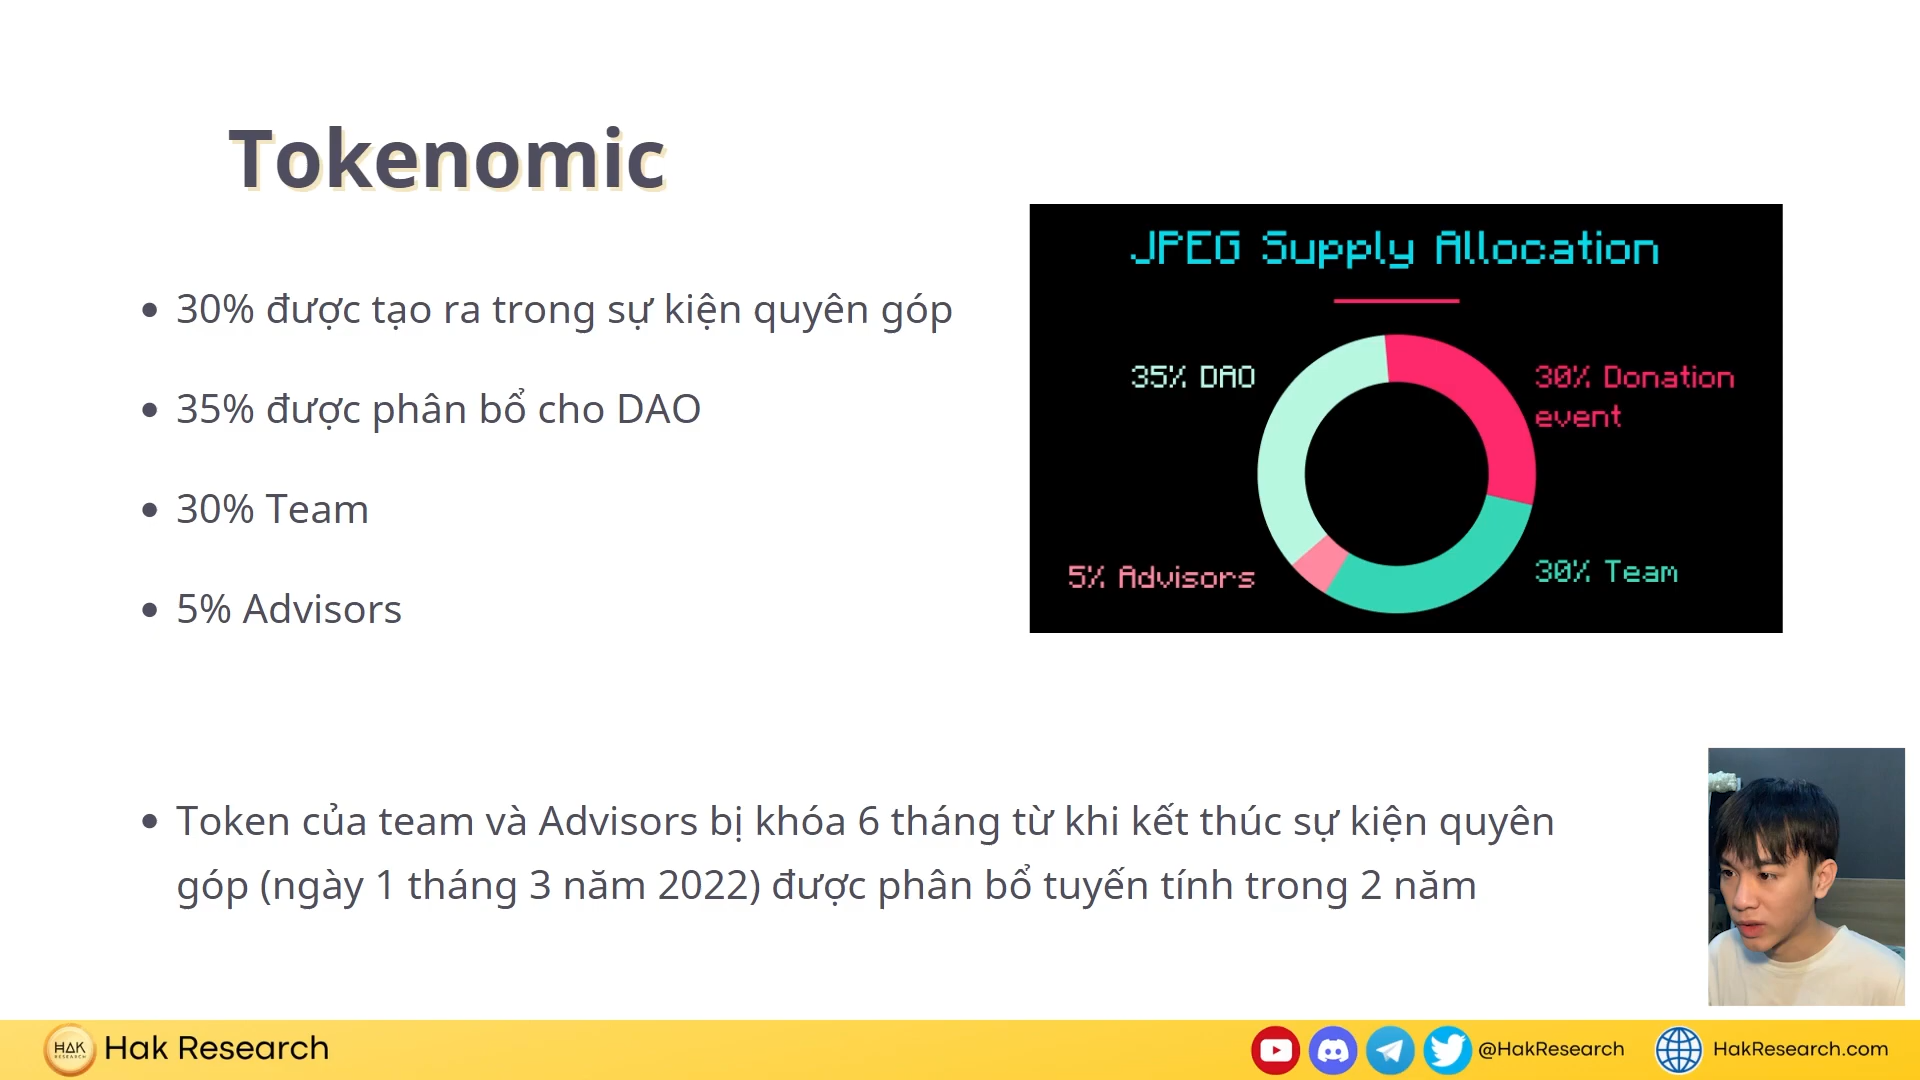 Tokenomic
• 30% được tạo ra trong sự kiện quyên góp
• 35% được phân bổ cho DAO
• 30% Team
• 5% Advisors
JPEG Supply Allocation
35% DAO
30% Donation
event
5% Advisors
30% Team
• Token của team và Advisors bị khóa 6 tháng từ khi kết thúc sự kiện quyên
góp (ngày 1 tháng 3 năm 2022) được phân bổ tuyến tính trong 2 năm
HAK
RESEARCH
Hak Research
@HakResearch
HakResearch.com